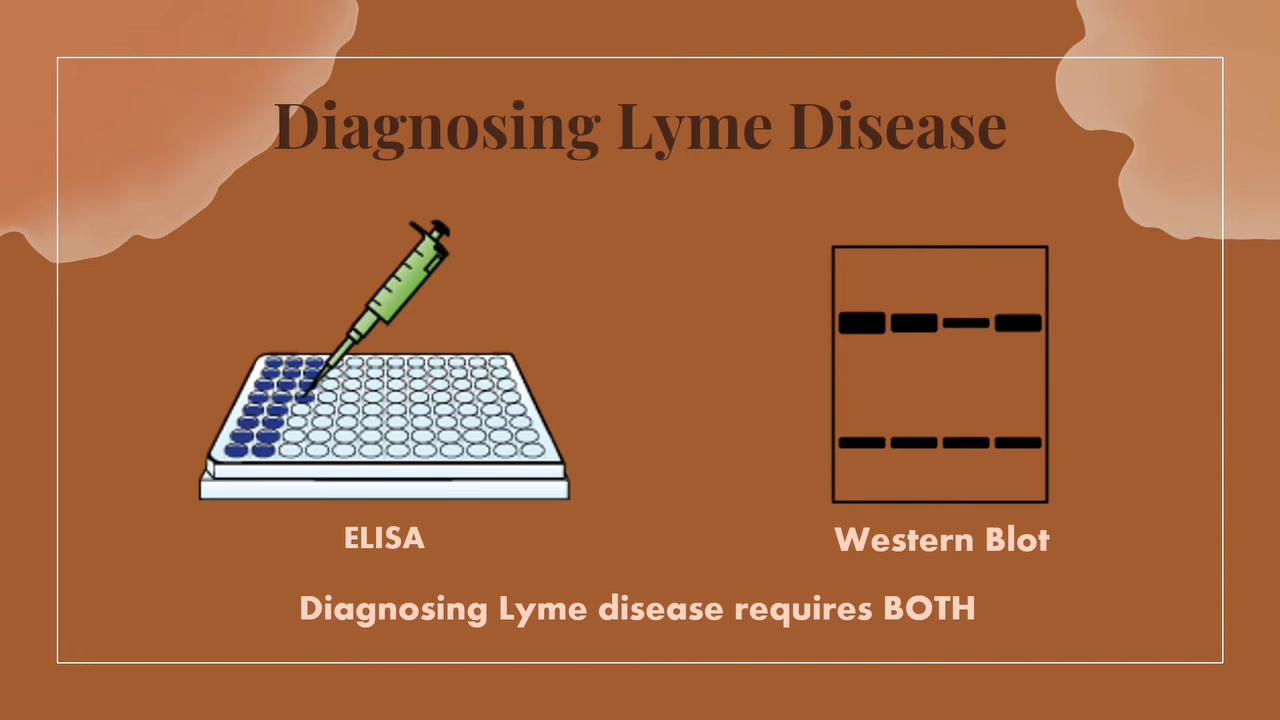 Diagnosing Lyme Disease
ELISA
Western Blot
Diagnosing Lyme disease requires BOTH